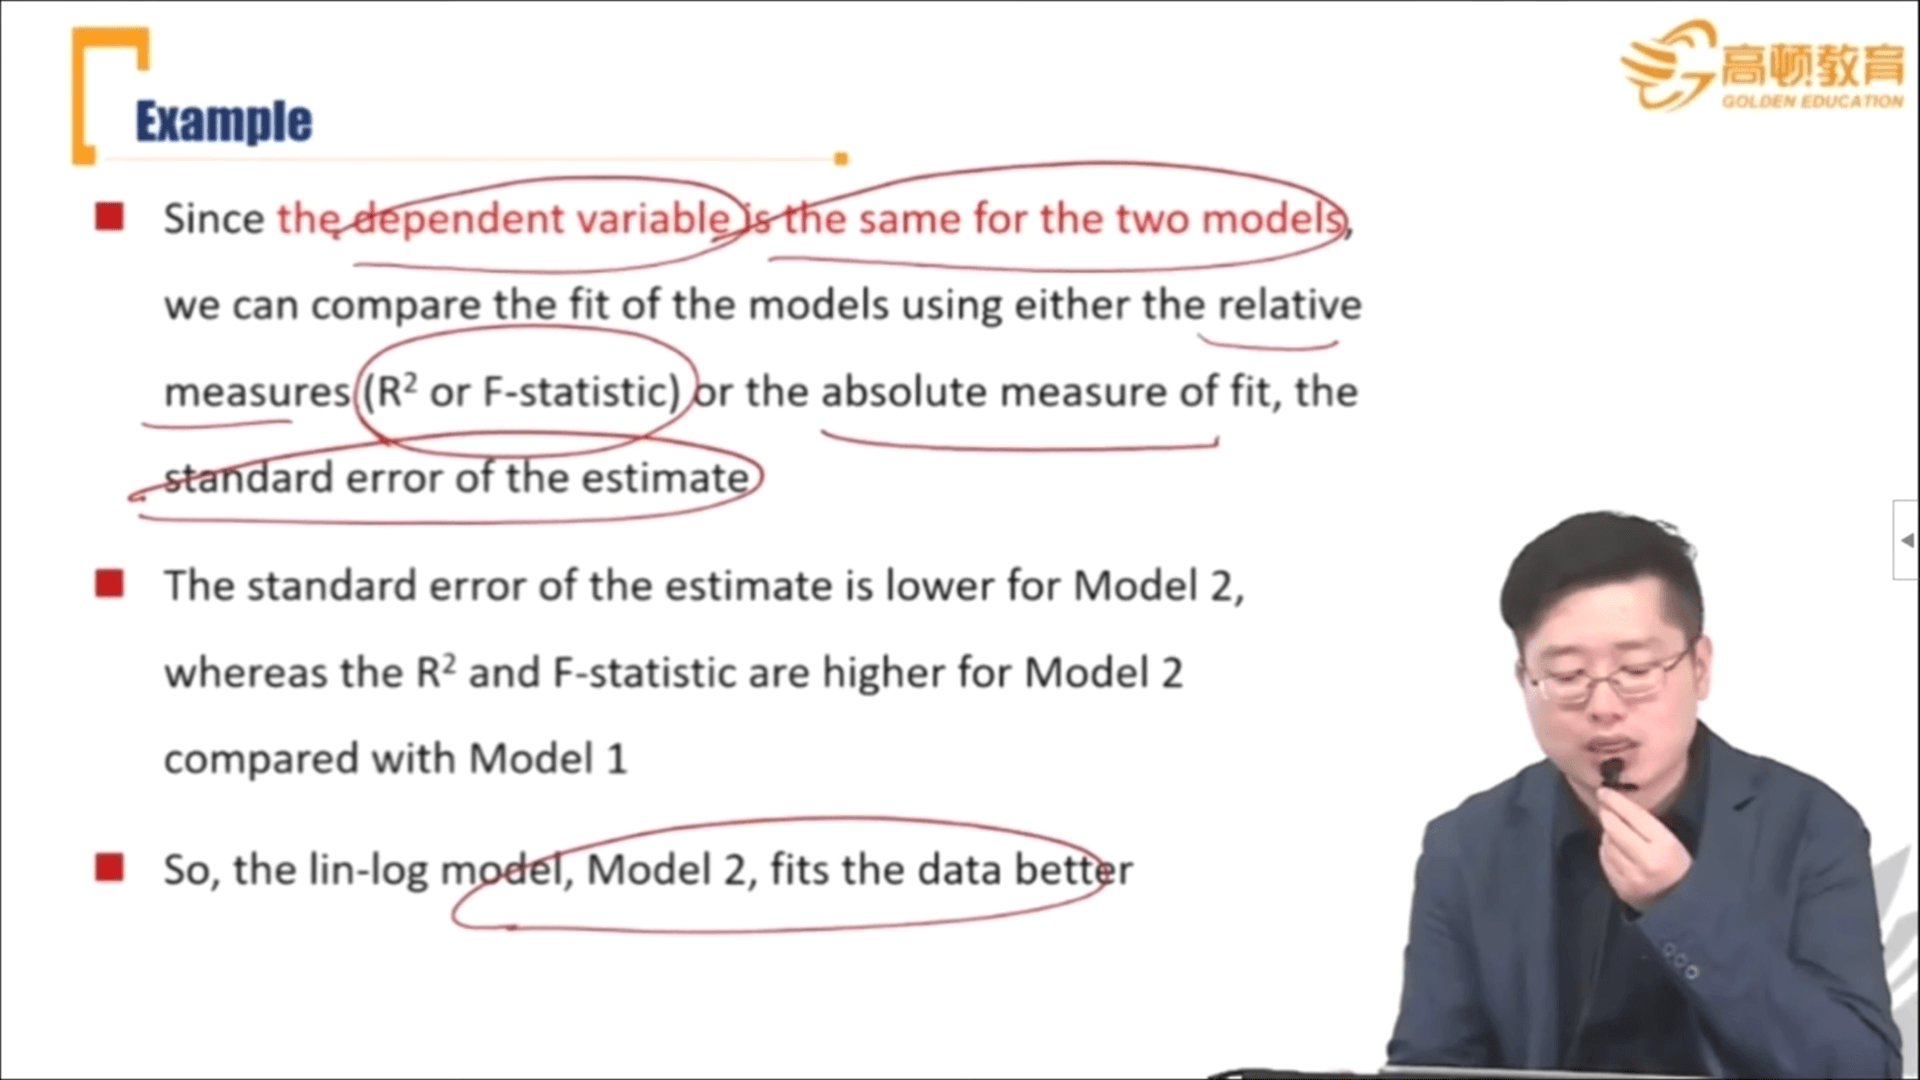 高顿教育
GOLDEN EDUCATION
Example
Since the dependent variable is the same for the two models,
we can compare the fit of the models using either the relative
measures (R² or F-statistic) or the absolute measure of fit, the
standard error of the estimate
The standard error of the estimate is lower for Model 2,
whereas the R² and F-statistic are higher for Model 2
compared with Model 1
So, the lin-log model, Model 2, fits the data better